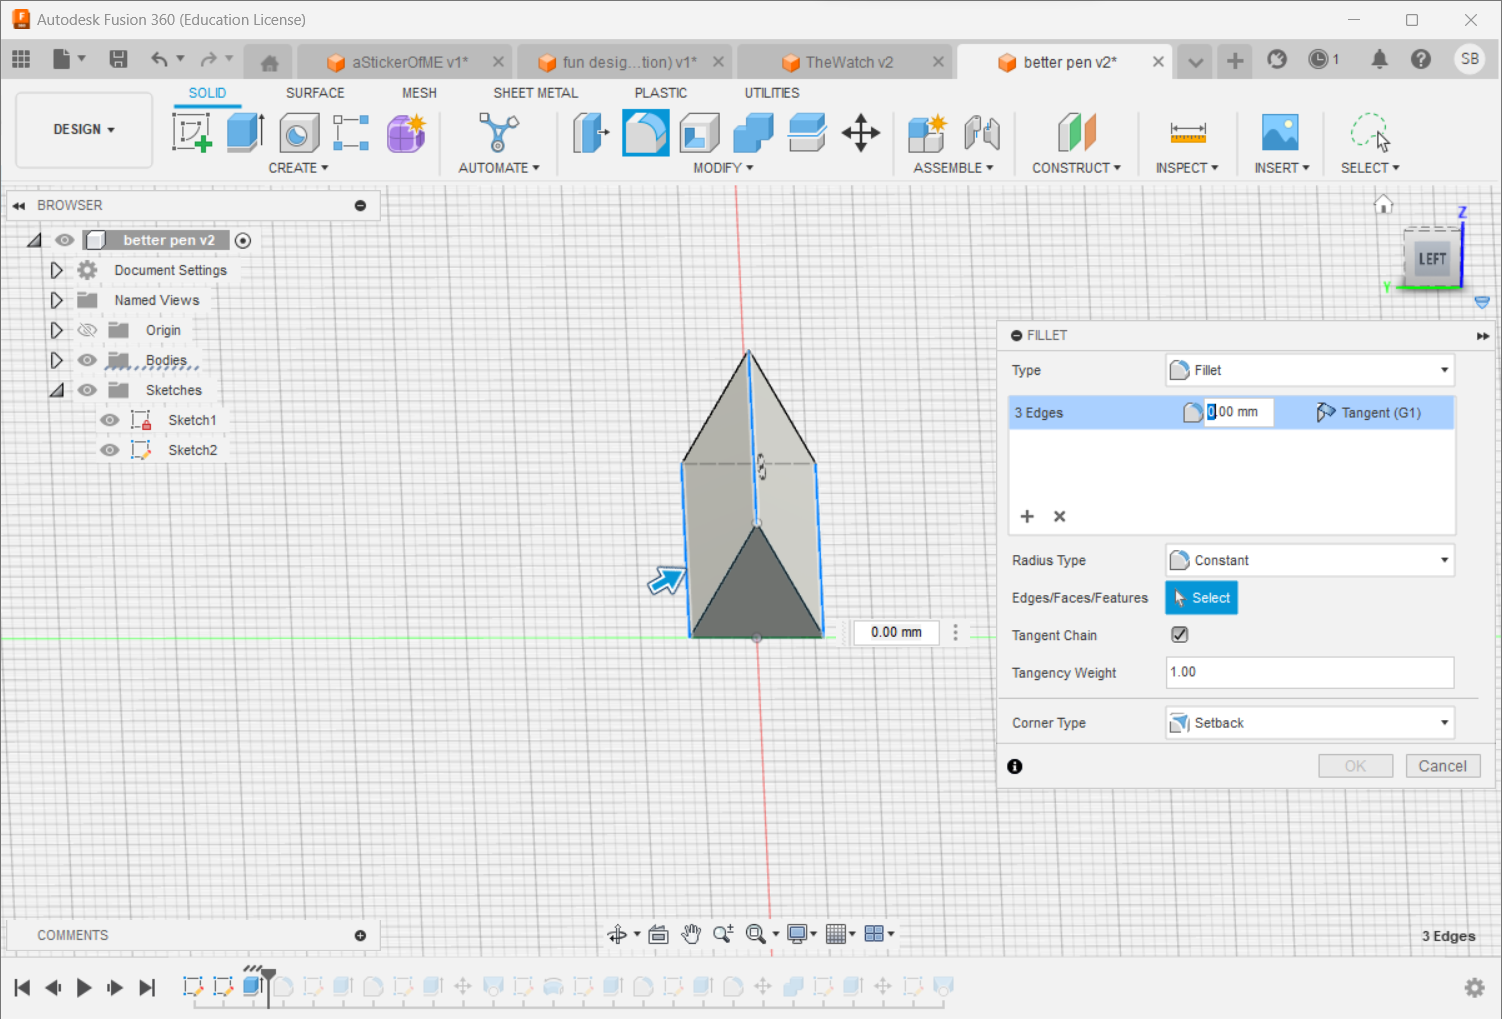 Autodesk Fusion 360 (Education License)
aStickerOfME v1*
fun desig...tion) v1*
TheWatch v2
better pen v2*
1
SB
DESIGN
SOLID
SURFACE
MESH
SHEET METAL
PLASTIC
UTILITIES
CREATE
AUTOMATE
MODIFY
ASSEMBLE
CONSTRUCT
INSPECT
INSERT
SELECT
BROWSER
better pen v2
Document Settings
Named Views
Origin
Bodies
Sketches
Sketch1
Sketch2
Z
LEFT
Y
FILLET
Type
Fillet
3 Edges
0.00 mm
Tangent (G1)
Radius Type
Constant
Edges/Faces/Features
Select
Tangent Chain
Tangency Weight
1.00
Corner Type
Setback
OK
Cancel
0.00 mm
COMMENTS
3 Edges